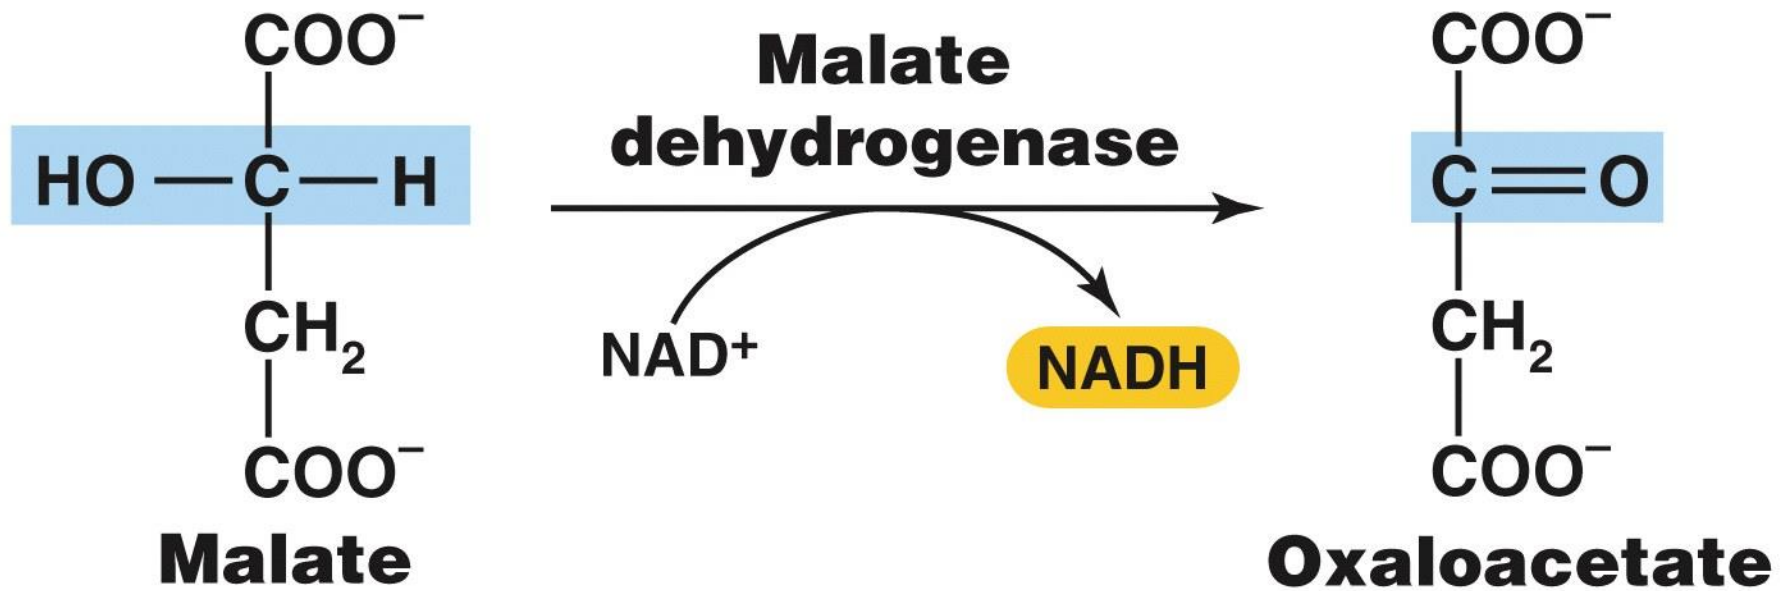 COO⁻
HO — C — H
CH₂
COO⁻
Malate
Malate
dehydrogenase
NAD⁺
NADH
COO⁻
C=O
CH₂
COO⁻
Oxaloacetate